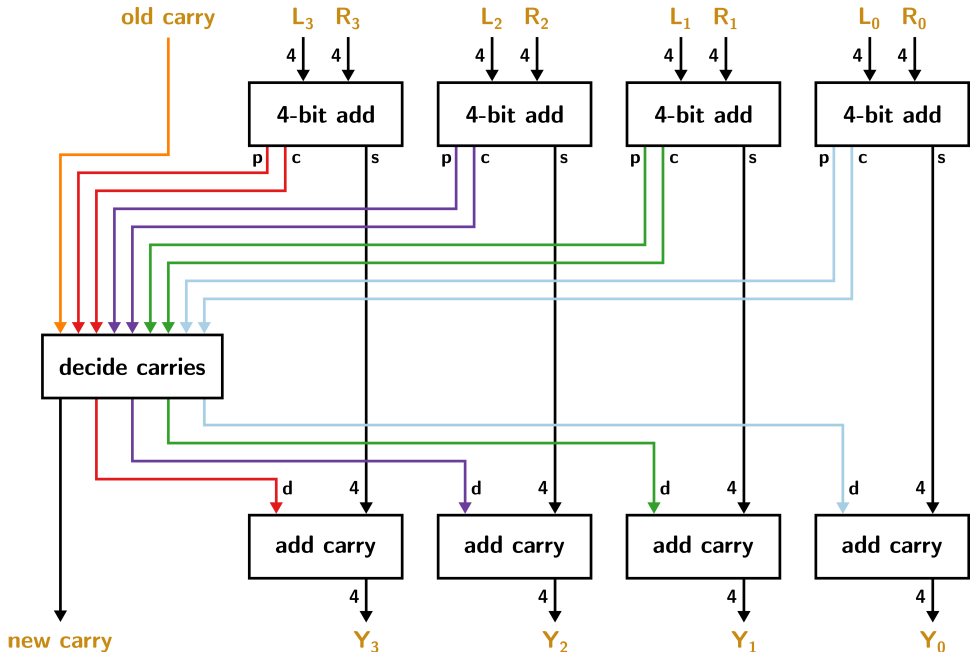 old carry L₃ R₃ L₂ R₂ L₁ R₁ L₀ R₀
4 4 4 4 4 4 4 4
4-bit add 4-bit add 4-bit add 4-bit add
p c s p c s p c s p c s
decide carries
d 4 d 4 d 4 d 4
add carry add carry add carry add carry
4 4 4 4
new carry Y₃ Y₂ Y₁ Y₀